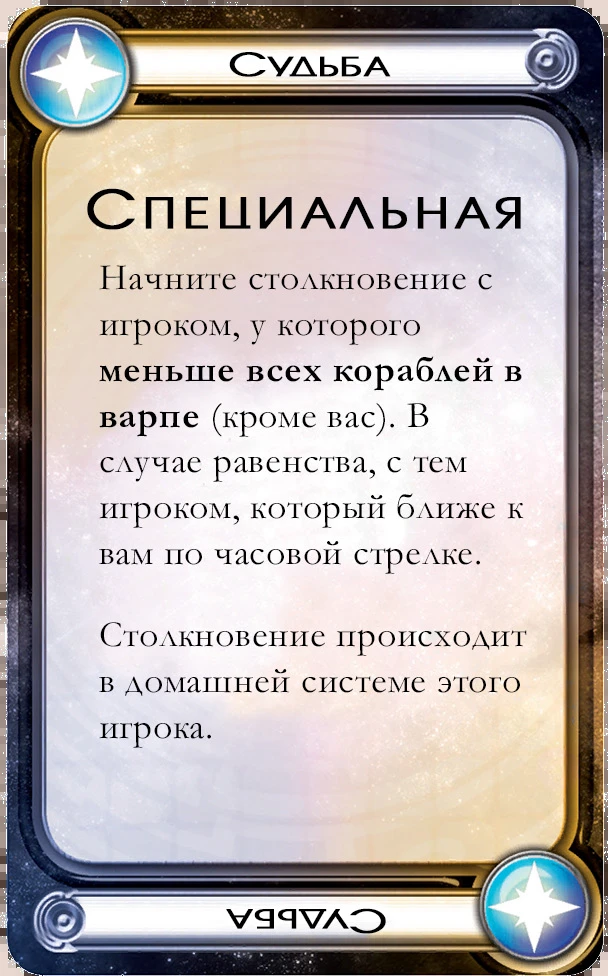 Судьба
Специальная
Начните столкновение с
игроком, у которого
меньше всех кораблей в
варпе (кроме вас). В
случае равенства, с тем
игроком, который ближе к
вам по часовой стрелке.
Столкновение происходит
в домашней системе этого
игрока.
Судьба